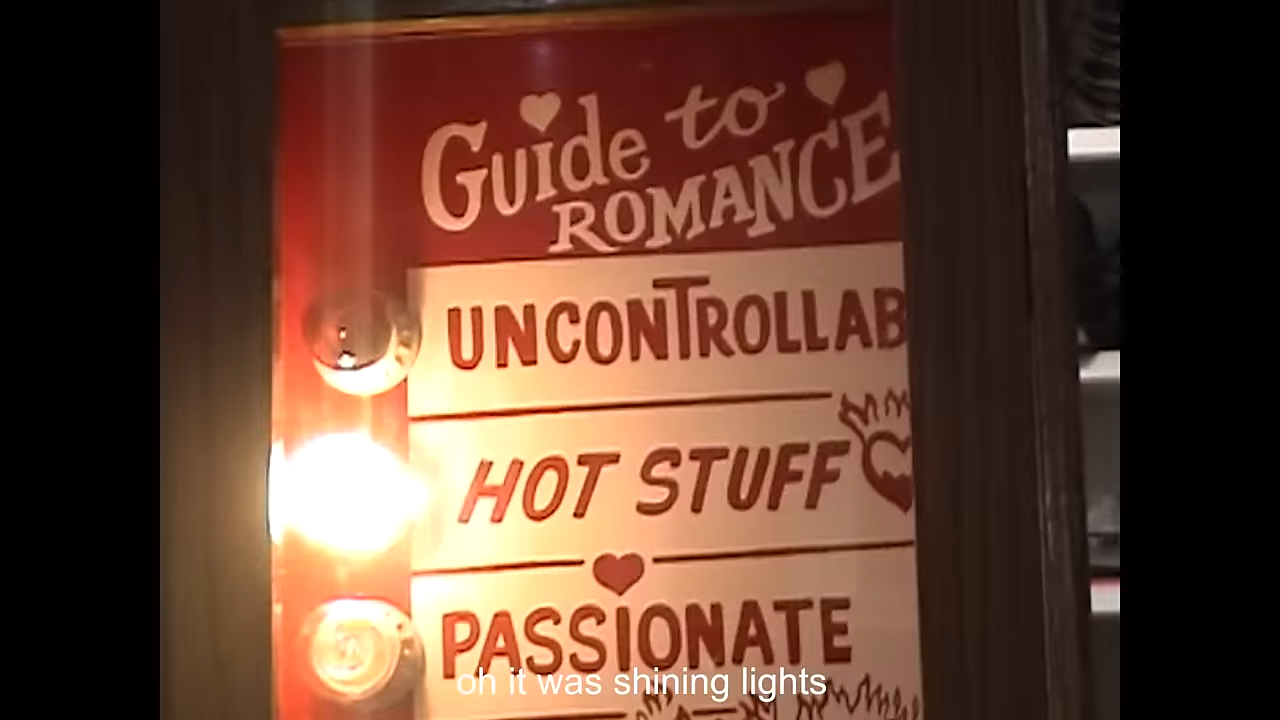 Guide to
ROMANCE
UNCONTROLLAB
HOT STUFF
PASSIONATE
oh it was shining lights